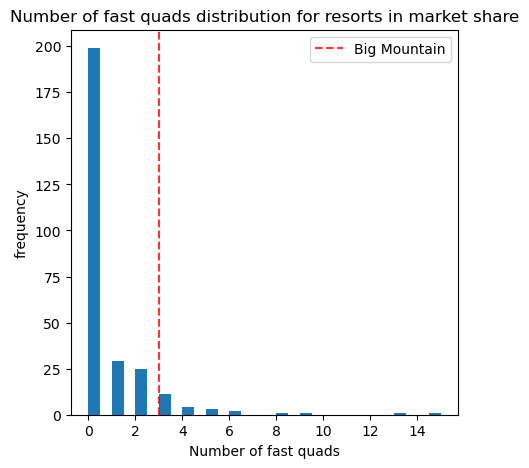 Number of fast quads distribution for resorts in market share
Big Mountain
frequency
200
175
150
125
100
75
50
25
0
0 2 4 6 8 10 12 14
Number of fast quads